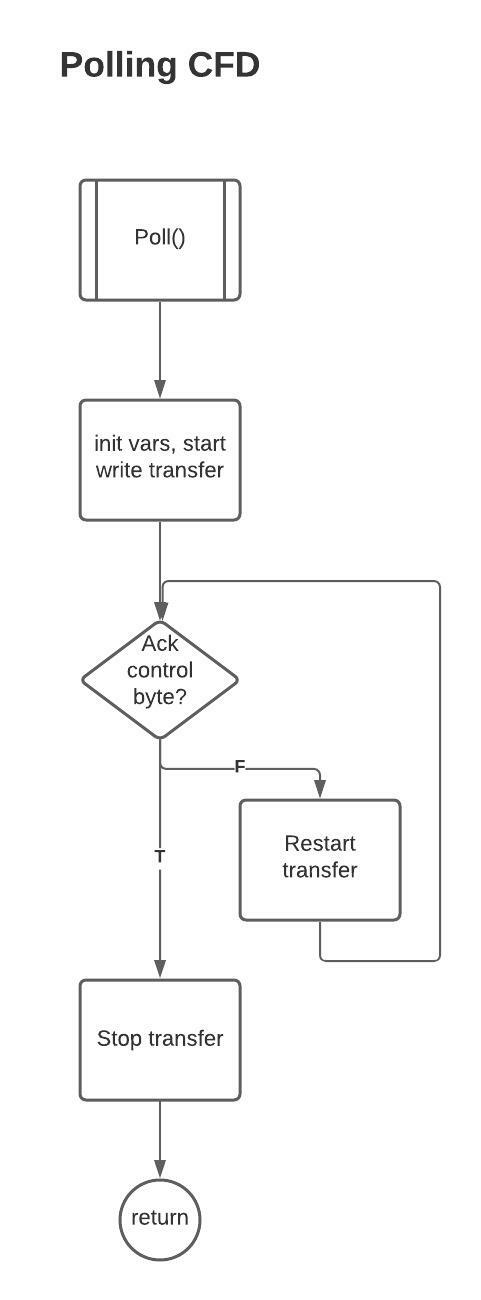 Polling CFD
Poll()
init vars, start
write transfer
Ack
control
byte?
F
Restart
transfer
T
Stop transfer
return